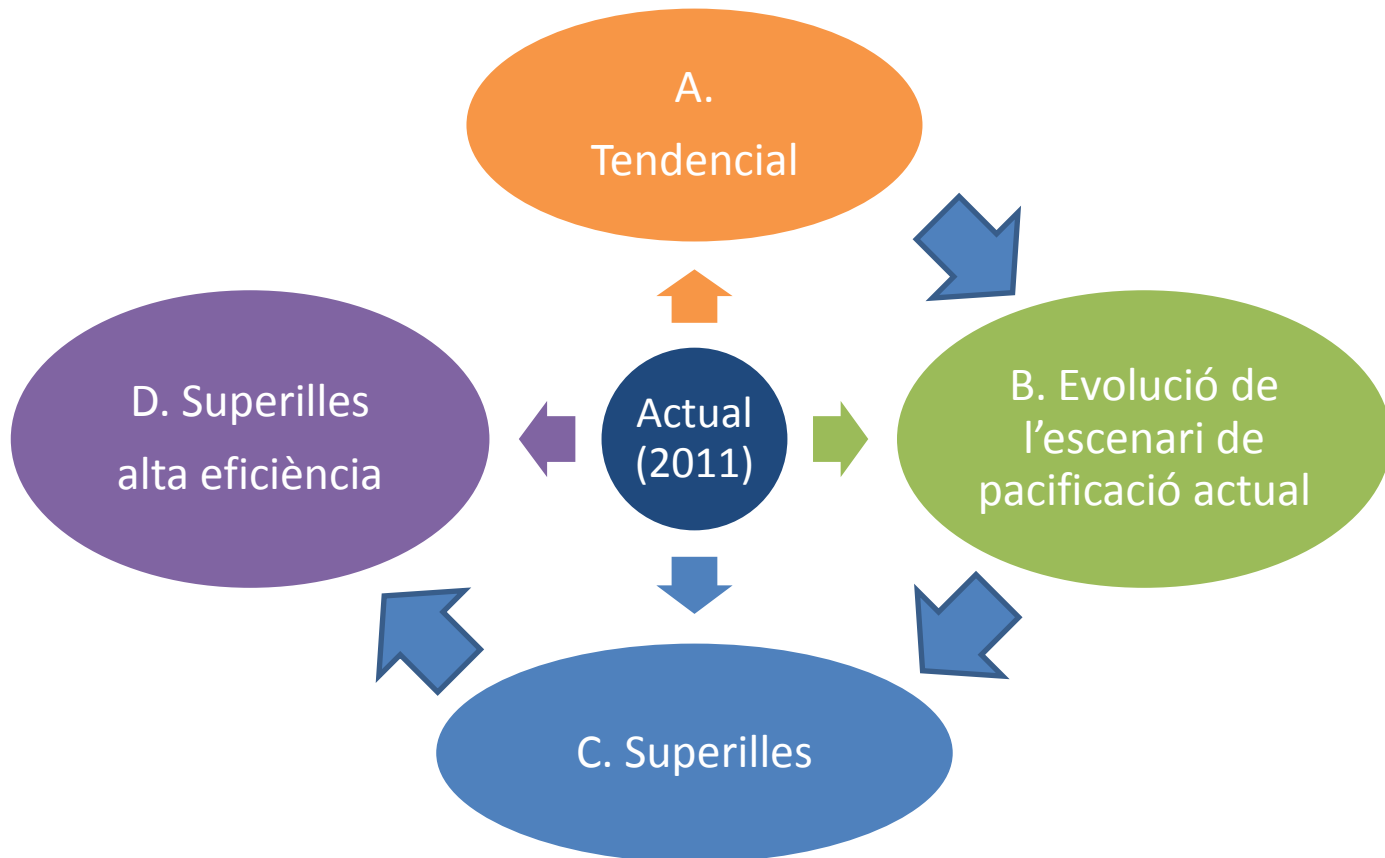 A.
Tendencial
D. Superilles
alta eficiència
Actual
(2011)
B. Evolució de
l’escenari de
pacificació actual
C. Superilles